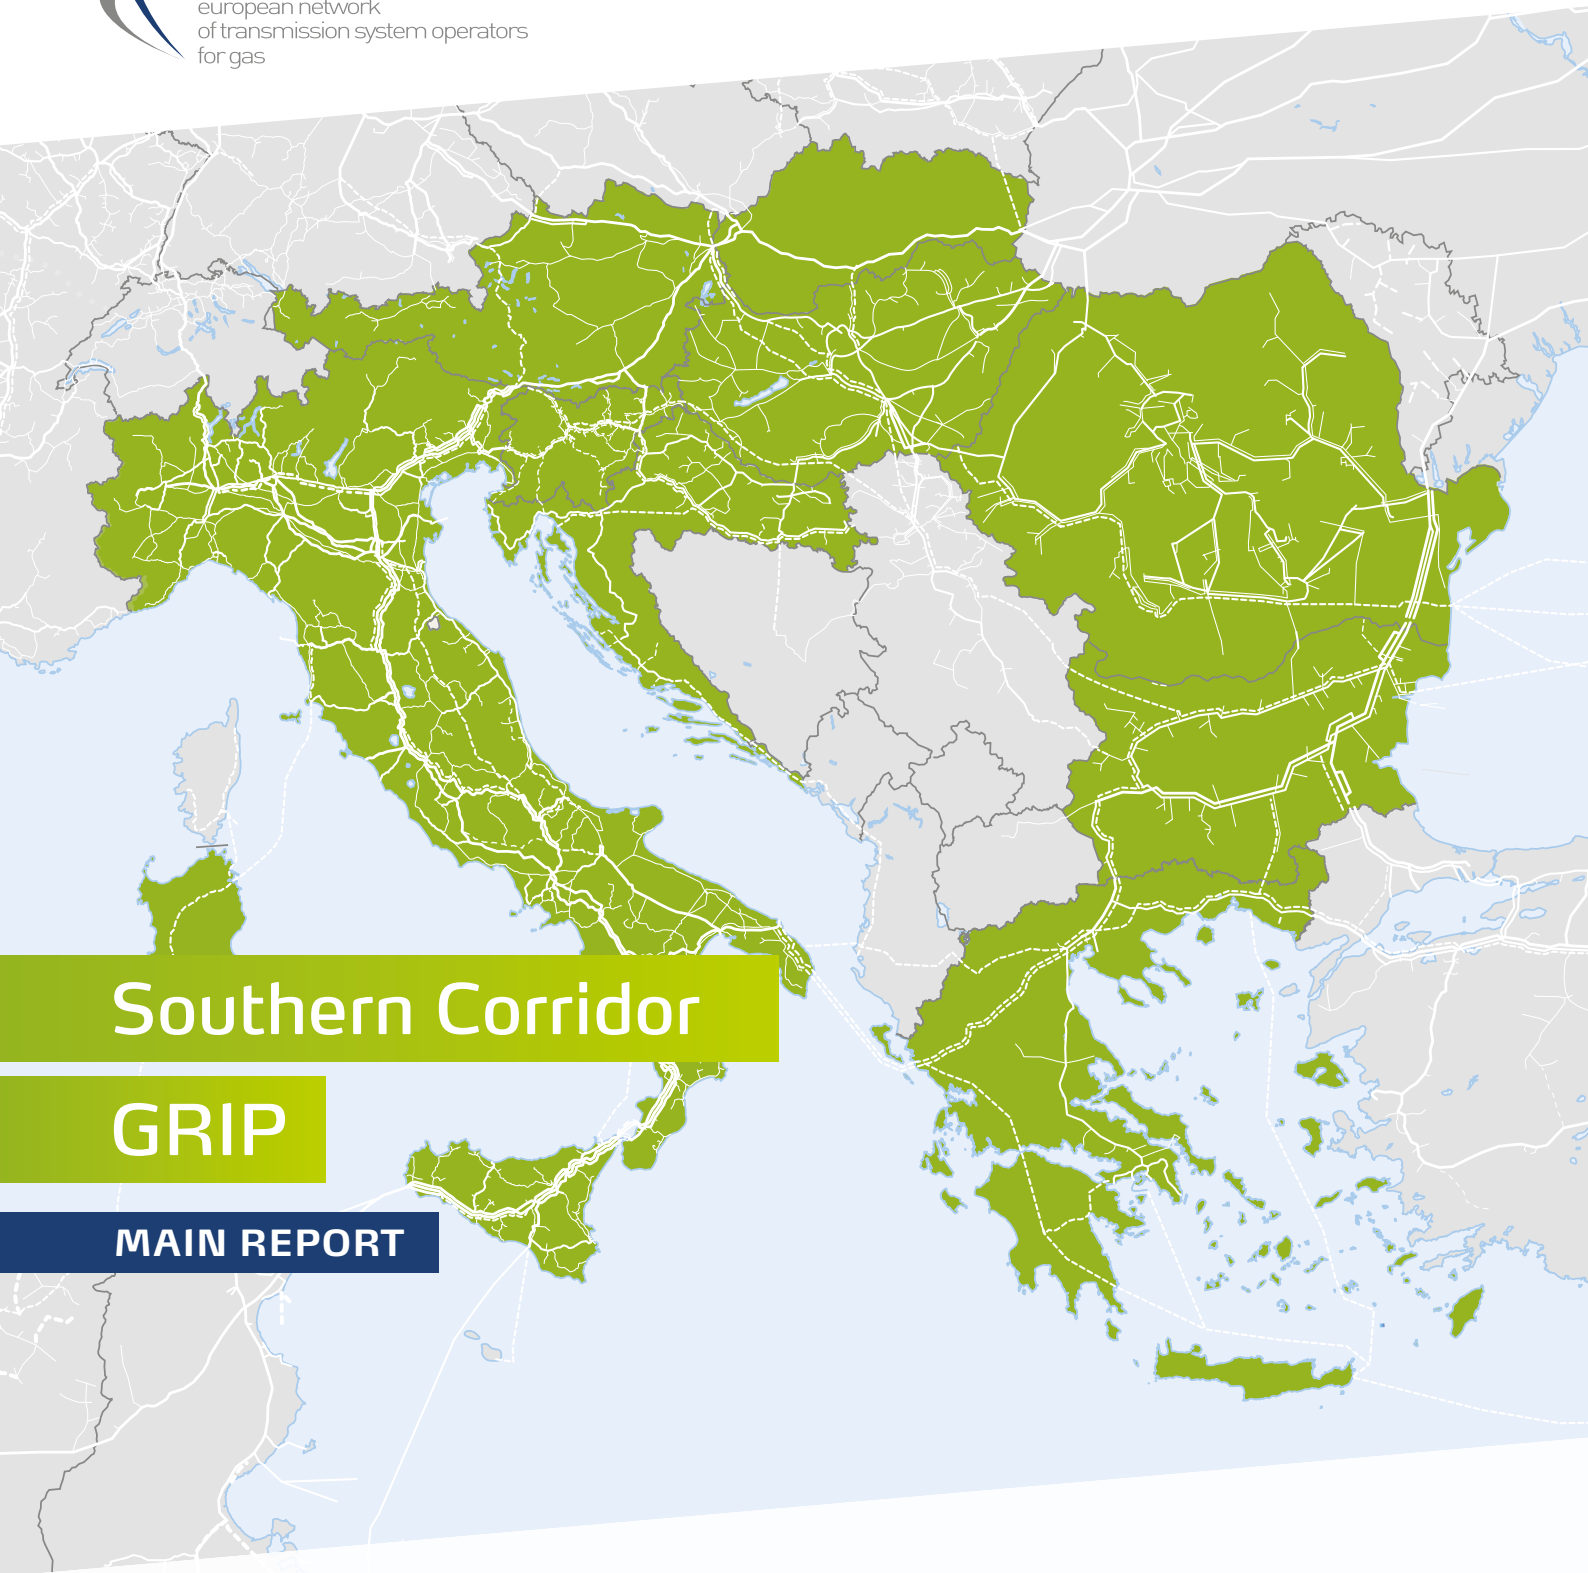 european network
of transmission system operators
for gas
Southern Corridor
GRIP
MAIN REPORT